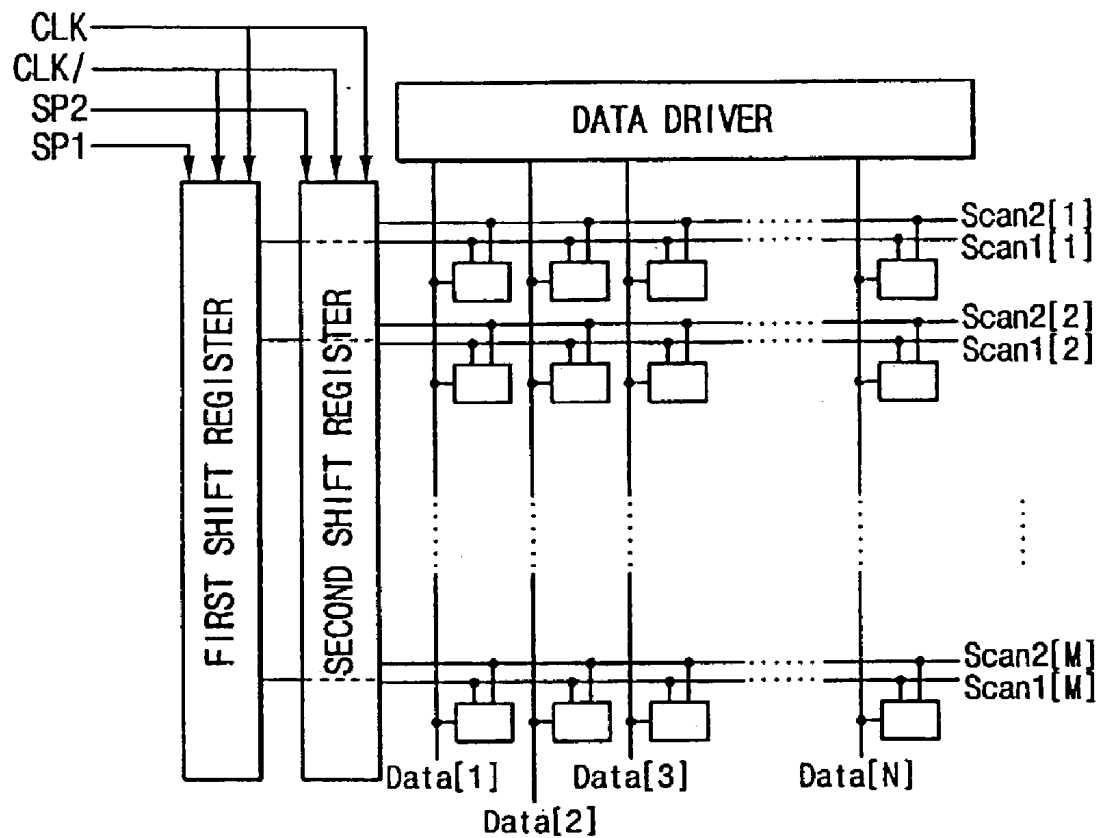 CLK
CLK/
SP2
SP1
DATA DRIVER
FIRST SHIFT REGISTER
SECOND SHIFT REGISTER
Scan2[1]
Scan1[1]
Scan2[2]
Scan1[2]
Scan2[M]
Scan1[M]
Data[1]
Data[2]
Data[3]
Data[N]